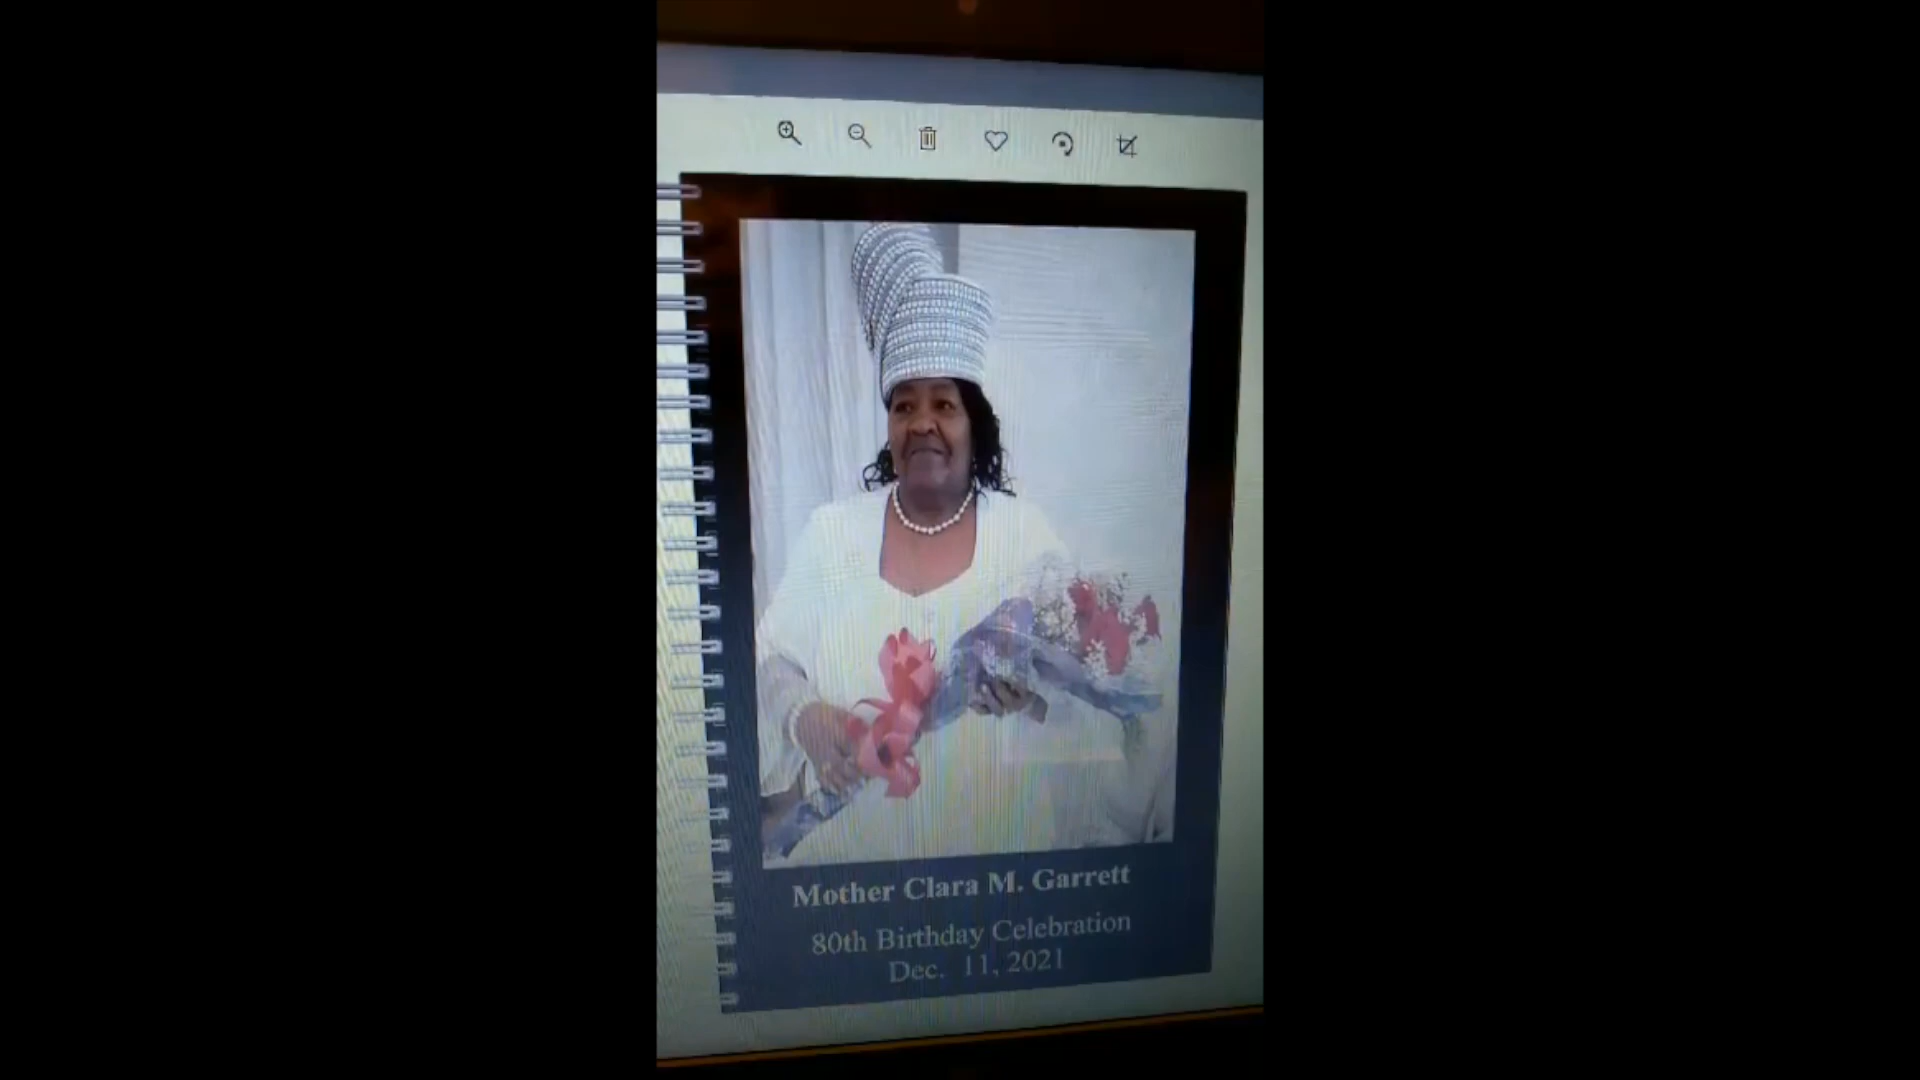 Mother Clara M. Garrett
80th Birthday Celebration
Dec. 11, 2021